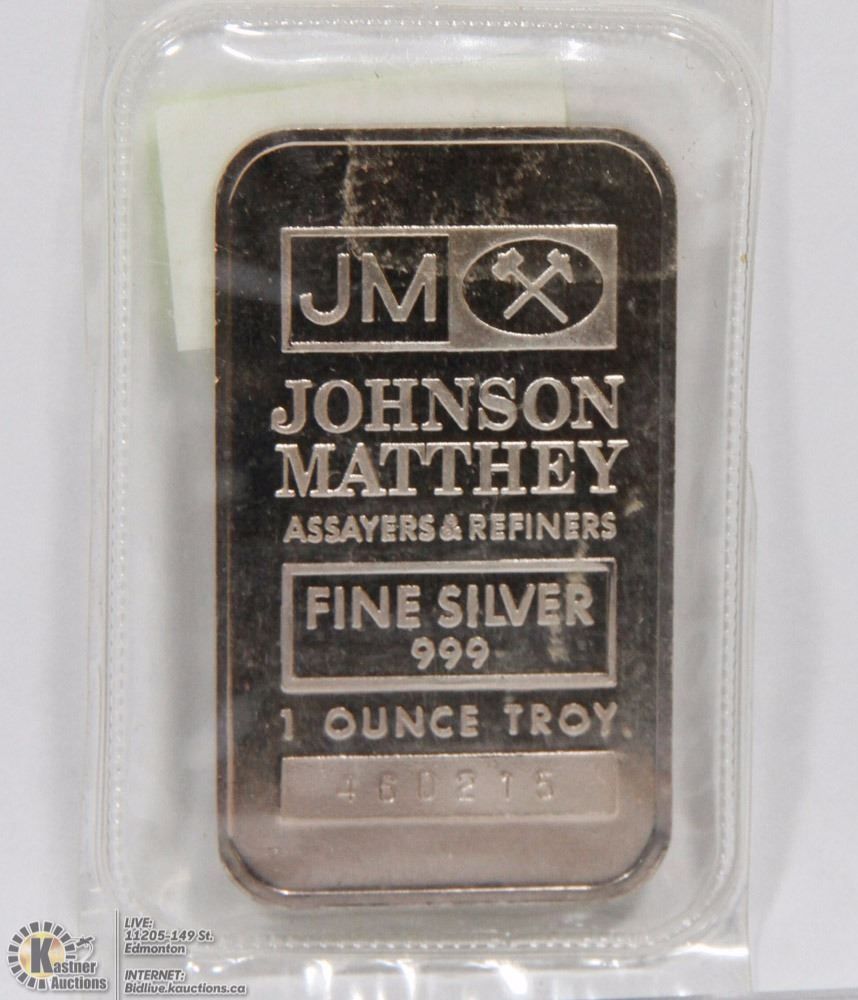 JM
JOHNSON
MATTHEY
ASSAYERS & REFINERS
FINE SILVER
999
1 OUNCE TROY.
460215
Kastner
Auctions
LIVE:
11205-149 St.
Edmonton
INTERNET:
Bidlive.kauctions.ca